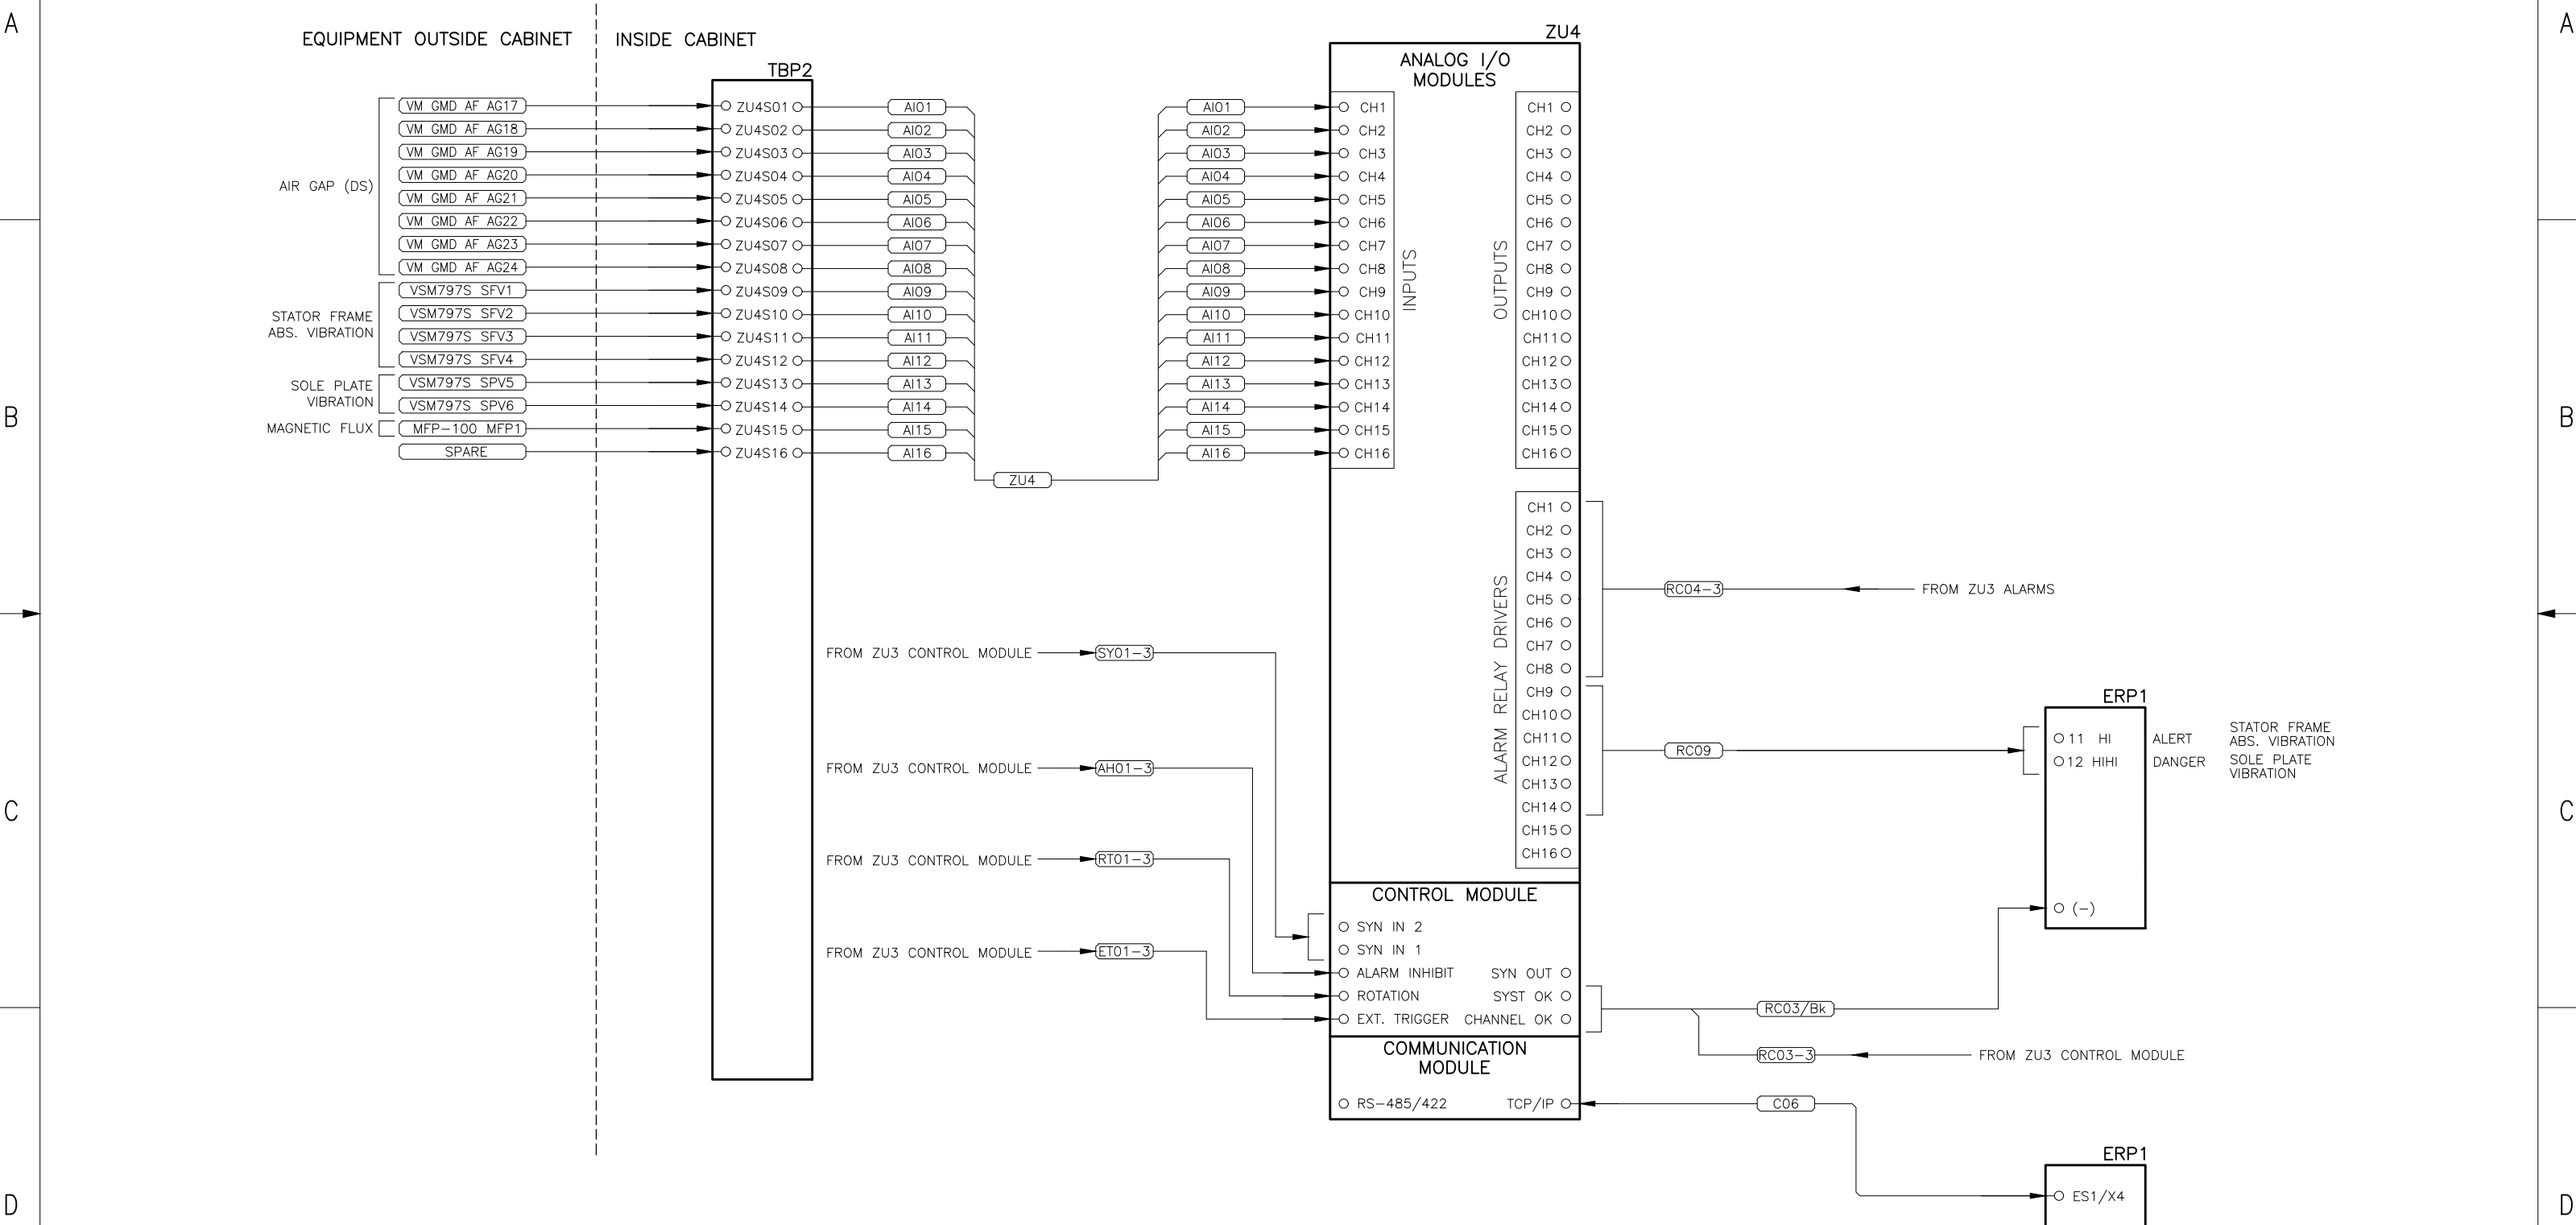 A
A
EQUIPMENT OUTSIDE CABINET
INSIDE CABINET
TBP2
ZU4
ANALOG I/O
MODULES
AIR GAP (DS)
VM GMD AF AG17
VM GMD AF AG18
VM GMD AF AG19
VM GMD AF AG20
VM GMD AF AG21
VM GMD AF AG22
VM GMD AF AG23
VM GMD AF AG24
STATOR FRAME
ABS. VIBRATION
VSM797S SFV1
VSM797S SFV2
VSM797S SFV3
VSM797S SFV4
SOLE PLATE
VIBRATION
VSM797S SPV5
VSM797S SPV6
MAGNETIC FLUX
MFP-100 MFP1
SPARE
ZU4S01
ZU4S02
ZU4S03
ZU4S04
ZU4S05
ZU4S06
ZU4S07
ZU4S08
ZU4S09
ZU4S10
ZU4S11
ZU4S12
ZU4S13
ZU4S14
ZU4S15
ZU4S16
AI01
AI02
AI03
AI04
AI05
AI06
AI07
AI08
AI09
AI10
AI11
AI12
AI13
AI14
AI15
AI16
ZU4
AI01
AI02
AI03
AI04
AI05
AI06
AI07
AI08
AI09
AI10
AI11
AI12
AI13
AI14
AI15
AI16
CH1
CH2
CH3
CH4
CH5
CH6
CH7
CH8
CH9
CH10
CH11
CH12
CH13
CH14
CH15
CH16
INPUTS
OUTPUTS
CH1
CH2
CH3
CH4
CH5
CH6
CH7
CH8
CH9
CH10
CH11
CH12
CH13
CH14
CH15
CH16
B
B
ALARM RELAY DRIVERS
CH1
CH2
CH3
CH4
CH5
CH6
CH7
CH8
CH9
CH10
CH11
CH12
CH13
CH14
CH15
CH16
RC04-3
FROM ZU3 ALARMS
RC09
ERP1
11 HI
ALERT
12 HIHI
DANGER
STATOR FRAME
ABS. VIBRATION
SOLE PLATE
VIBRATION
(-)
FROM ZU3 CONTROL MODULE
SY01-3
FROM ZU3 CONTROL MODULE
AH01-3
FROM ZU3 CONTROL MODULE
RT01-3
FROM ZU3 CONTROL MODULE
ET01-3
C
C
CONTROL MODULE
SYN IN 2
SYN IN 1
ALARM INHIBIT
ROTATION
EXT. TRIGGER
SYN OUT
SYST OK
CHANNEL OK
RC03/Bk
RC03-3
FROM ZU3 CONTROL MODULE
COMMUNICATION
MODULE
RS-485/422
TCP/IP
C06
ERP1
ES1/X4
D
D